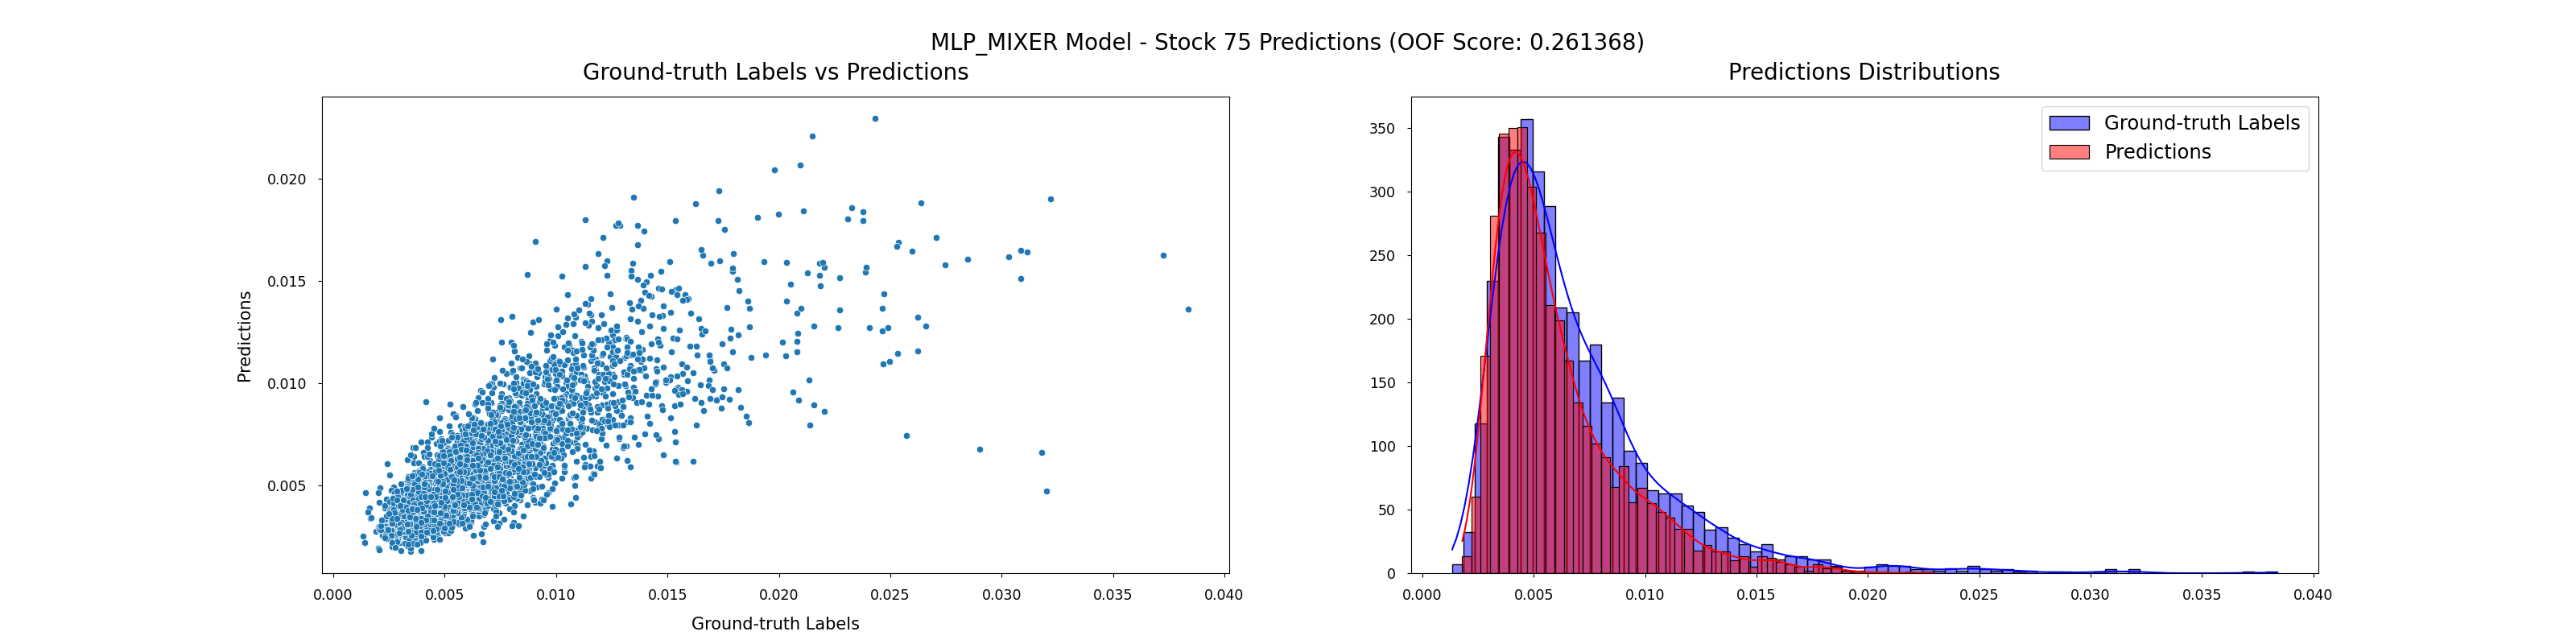 MLP_MIXER Model - Stock 75 Predictions (OOF Score: 0.261368)
Ground-truth Labels vs Predictions
Predictions
0.020
0.015
0.010
0.005
0.000 0.005 0.010 0.015 0.020 0.025 0.030 0.035 0.040
Ground-truth Labels
Predictions Distributions
Ground-truth Labels
Predictions
350
300
250
200
150
100
50
0
0.000 0.005 0.010 0.015 0.020 0.025 0.030 0.035 0.040